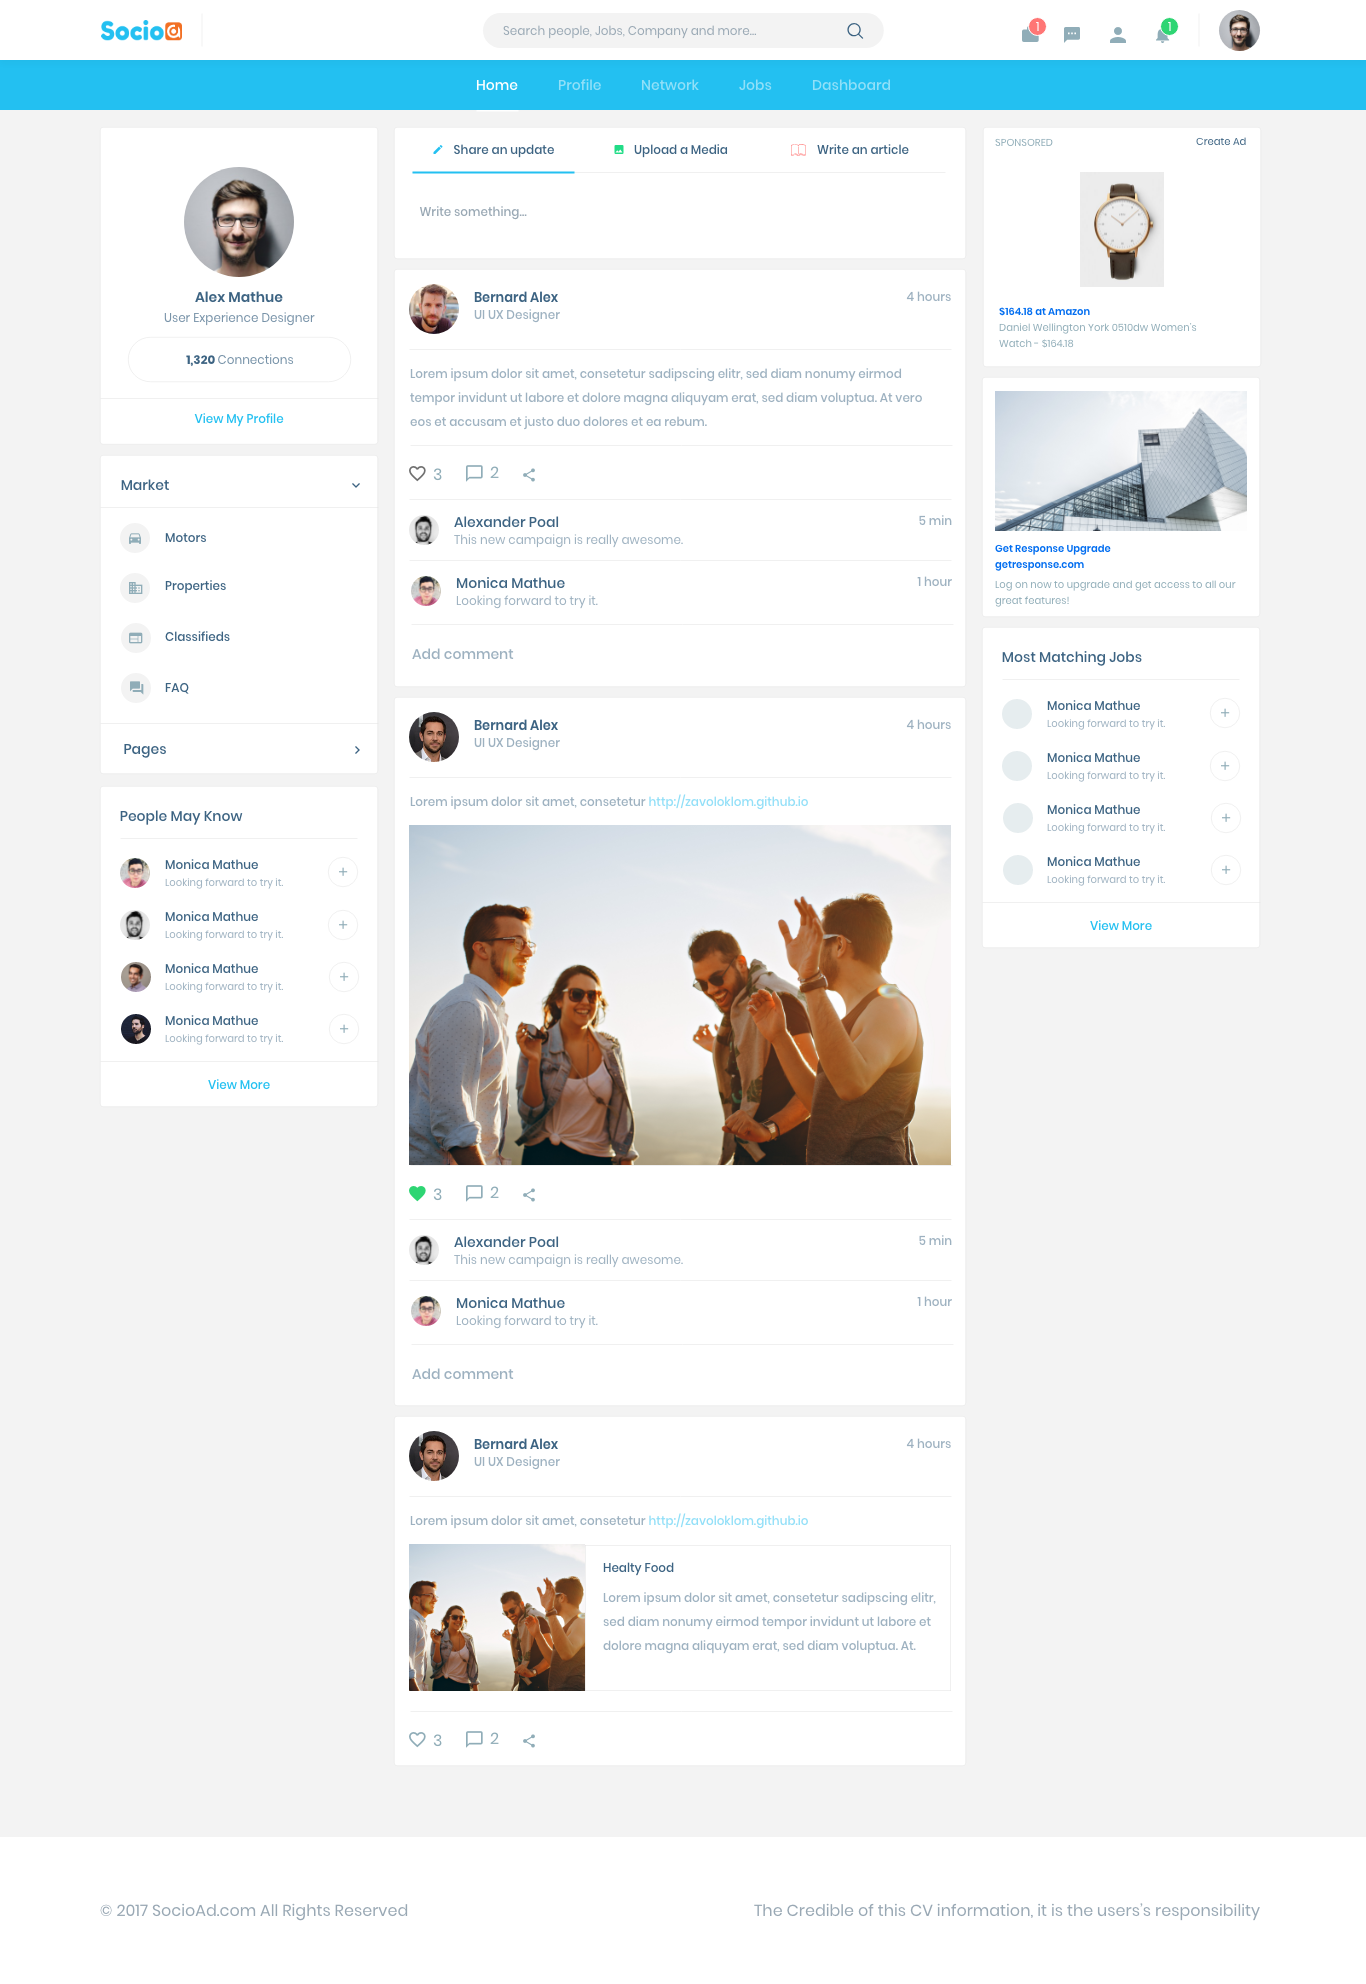 Socioa
Search people, Jobs, Company and more...
1
1
Home
Profile
Network
Jobs
Dashboard
Alex Mathue
User Experience Designer
1,320 Connections
View My Profile
Market
Motors
Properties
Classifieds
FAQ
Pages
People May Know
Monica Mathue
Looking forward to try it.
Monica Mathue
Looking forward to try it.
Monica Mathue
Looking forward to try it.
Monica Mathue
Looking forward to try it.
View More
Share an update
Upload a Media
Write an article
Write something...
Bernard Alex
4 hours
UI UX Designer
Lorem ipsum dolor sit amet, consetetur sadipscing elitr, sed diam nonumy eirmod
tempor invidunt ut labore et dolore magna aliquyam erat, sed diam voluptua. At vero
eos et accusam et justo duo dolores et ea rebum.
3
2
Alexander Poal
5 min
This new campaign is really awesome.
Monica Mathue
1 hour
Looking forward to try it.
Add comment
Bernard Alex
4 hours
UI UX Designer
Lorem ipsum dolor sit amet, consetetur http://zavoloklom.github.io
3
2
Alexander Poal
5 min
This new campaign is really awesome.
Monica Mathue
1 hour
Looking forward to try it.
Add comment
Bernard Alex
4 hours
UI UX Designer
Lorem ipsum dolor sit amet, consetetur http://zavoloklom.github.io
Healty Food
Lorem ipsum dolor sit amet, consetetur sadipscing elitr,
sed diam nonumy eirmod tempor invidunt ut labore et
dolore magna aliquyam erat, sed diam voluptua. At.
3
2
SPONSORED
Create Ad
$164.18 at Amazon
Daniel Wellington York 0510dw Women's
Watch - $164.18
Get Response Upgrade
getresponse.com
Log on now to upgrade and get access to all our
great features!
Most Matching Jobs
Monica Mathue
Looking forward to try it.
Monica Mathue
Looking forward to try it.
Monica Mathue
Looking forward to try it.
Monica Mathue
Looking forward to try it.
View More
© 2017 SocioAd.com All Rights Reserved
The Credible of this CV information, it is the users's responsibility